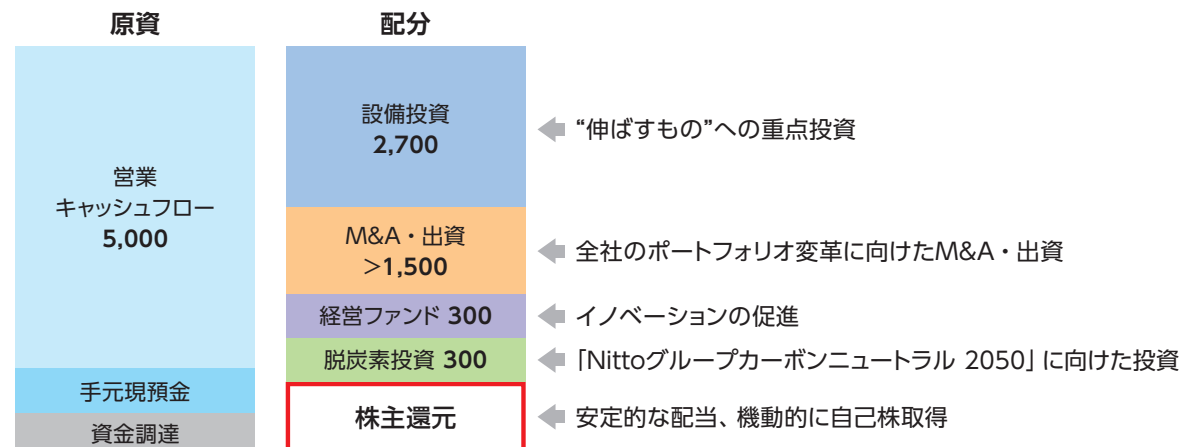 原資
配分
営業
キャッシュフロー
5,000
手元現預金
資金調達
設備投資
2,700
“伸ばすもの”への重点投資
M&A・出資
>1,500
全社のポートフォリオ変革に向けたM&A・出資
経営ファンド 300
イノベーションの促進
脱炭素投資 300
「Nittoグループカーボンニュートラル 2050」に向けた投資
株主還元
安定的な配当、機動的に自己株取得